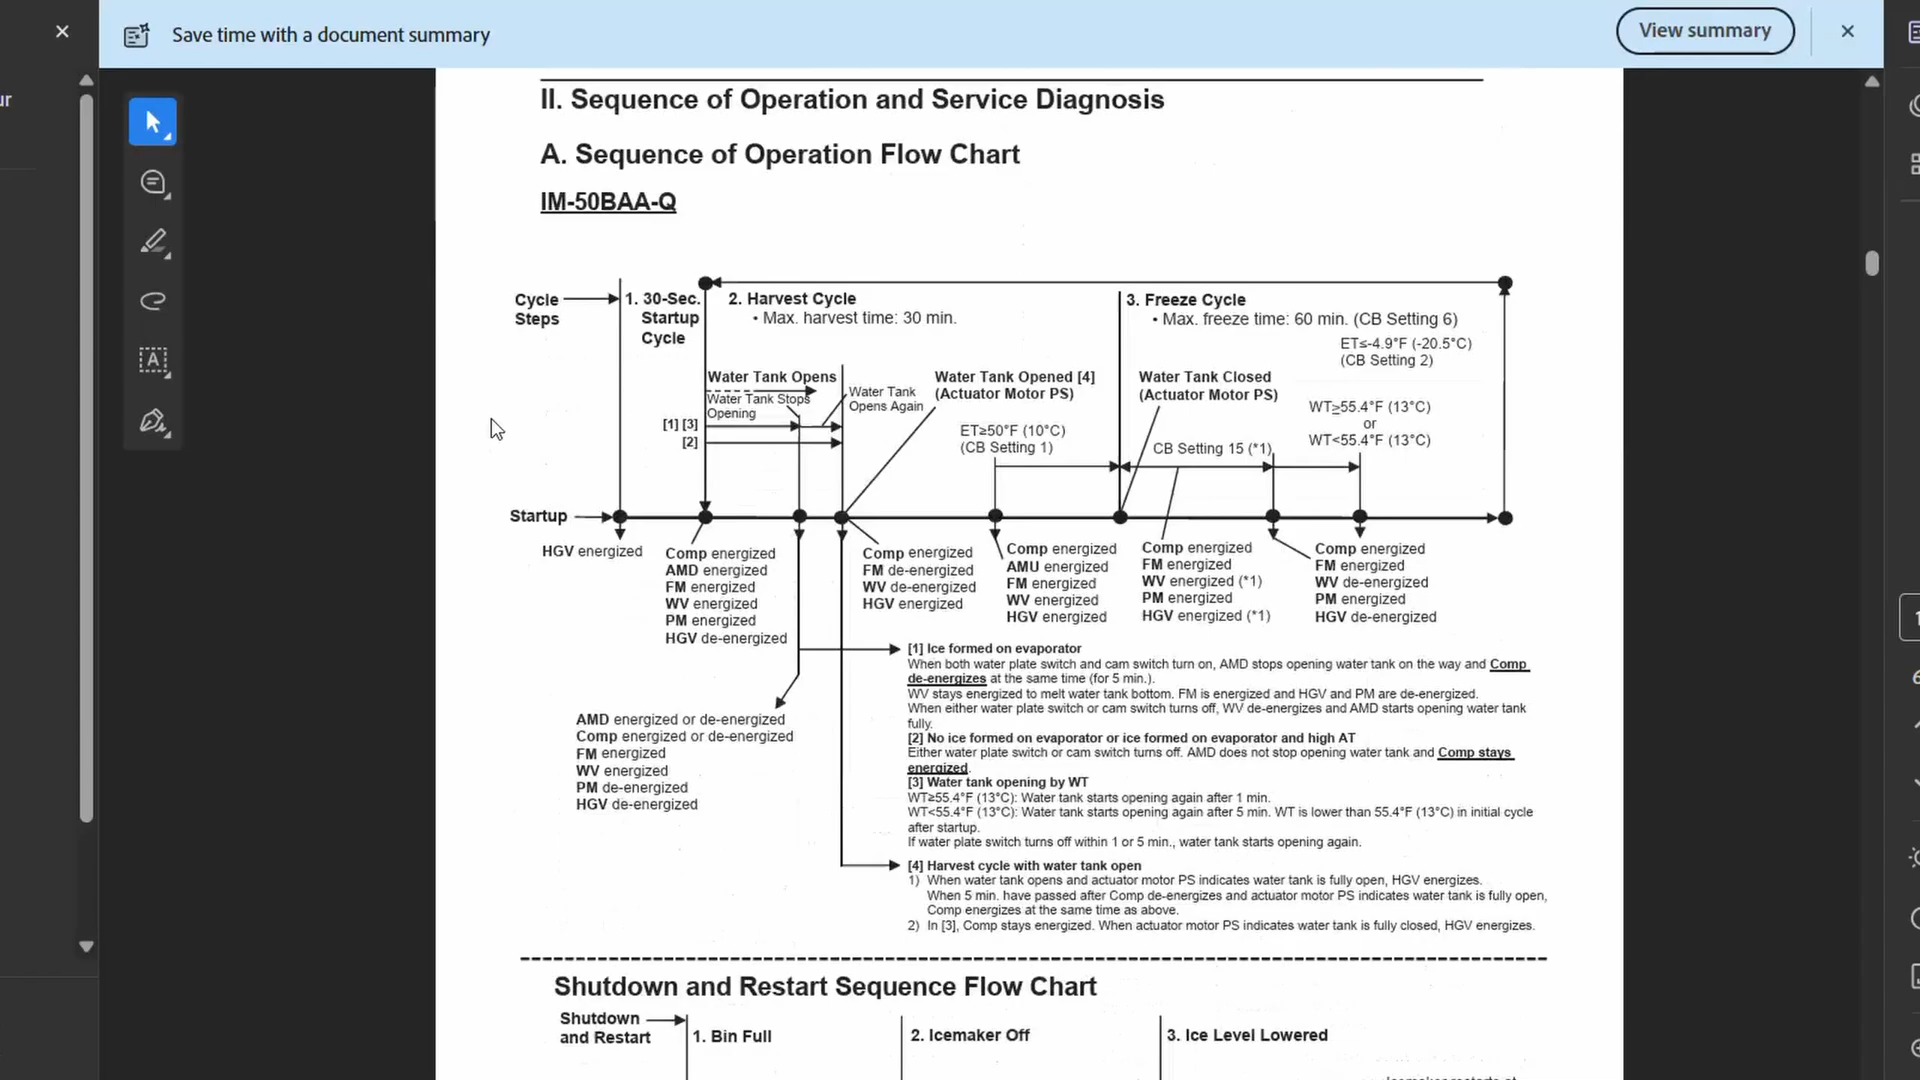 Save time with a document summary
View summary
ur
II. Sequence of Operation and Service Diagnosis
A. Sequence of Operation Flow Chart
IM-50BAA-Q
Cycle
Steps
1. 30-Sec.
Startup
Cycle
2. Harvest Cycle
• Max. harvest time: 30 min.
3. Freeze Cycle
• Max. freeze time: 60 min. (CB Setting 6)
ET≤-4.9°F (-20.5°C)
(CB Setting 2)
Water Tank Opens
Water Tank Stops
Opening
Water Tank
Opens Again
[1] [3]
[2]
Water Tank Opened [4]
(Actuator Motor PS)
ET≥50°F (10°C)
(CB Setting 1)
Water Tank Closed
(Actuator Motor PS)
CB Setting 15 (*1)
WT≥55.4°F (13°C)
or
WT<55.4°F (13°C)
Startup
HGV energized
Comp energized
AMD energized
FM energized
WV energized
PM energized
HGV de-energized
Comp energized
FM de-energized
WV de-energized
HGV energized
Comp energized
AMU energized
FM energized
WV energized
HGV energized
Comp energized
FM energized
WV energized (*1)
PM energized
HGV energized (*1)
Comp energized
FM energized
WV de-energized
PM energized
HGV de-energized
AMD energized or de-energized
Comp energized or de-energized
FM energized
WV energized
PM de-energized
HGV de-energized
[1] Ice formed on evaporator
When both water plate switch and cam switch turn on, AMD stops opening water tank on the way and Comp
de-energizes at the same time (for 5 min.).
WV stays energized to melt water tank bottom. FM is energized and HGV and PM are de-energized.
When either water plate switch or cam switch turns off, WV de-energizes and AMD starts opening water tank
fully.
[2] No ice formed on evaporator or ice formed on evaporator and high AT
Either water plate switch or cam switch turns off. AMD does not stop opening water tank and Comp stays
energized.
[3] Water tank opening by WT
WT≥55.4°F (13°C): Water tank starts opening again after 1 min.
WT<55.4°F (13°C): Water tank starts opening again after 5 min. WT is lower than 55.4°F (13°C) in initial cycle
after startup.
If water plate switch turns off within 1 or 5 min., water tank starts opening again.
[4] Harvest cycle with water tank open
1) When water tank opens and actuator motor PS indicates water tank is fully open, HGV energizes.
When 5 min. have passed after Comp de-energizes and actuator motor PS indicates water tank is fully open,
Comp energizes at the same time as above.
2) In [3], Comp stays energized. When actuator motor PS indicates water tank is fully closed, HGV energizes.
Shutdown and Restart Sequence Flow Chart
Shutdown
and Restart
1. Bin Full
2. Icemaker Off
3. Ice Level Lowered